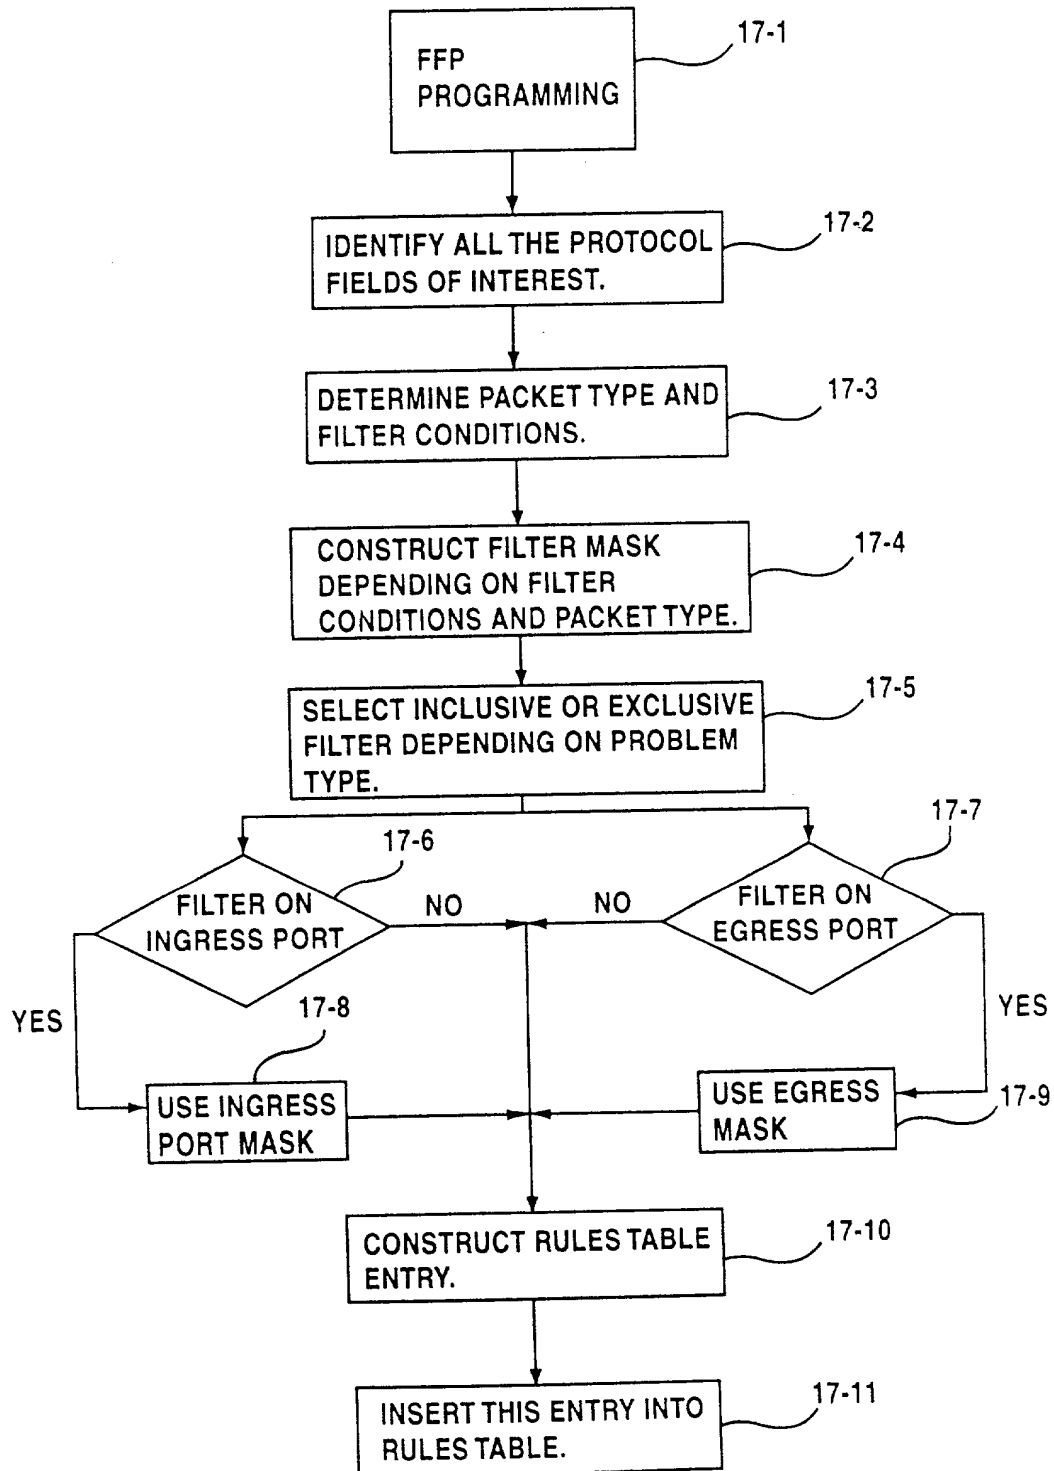 FFP
PROGRAMMING
17-1
IDENTIFY ALL THE PROTOCOL
FIELDS OF INTEREST.
17-2
DETERMINE PACKET TYPE AND
FILTER CONDITIONS.
17-3
CONSTRUCT FILTER MASK
DEPENDING ON FILTER
CONDITIONS AND PACKET TYPE.
17-4
SELECT INCLUSIVE OR EXCLUSIVE
FILTER DEPENDING ON PROBLEM
TYPE.
17-5
17-6
FILTER ON
INGRESS PORT
NO
YES
17-7
FILTER ON
EGRESS PORT
NO
YES
17-8
USE INGRESS
PORT MASK
USE EGRESS
MASK
17-9
CONSTRUCT RULES TABLE
ENTRY.
17-10
INSERT THIS ENTRY INTO
RULES TABLE.
17-11